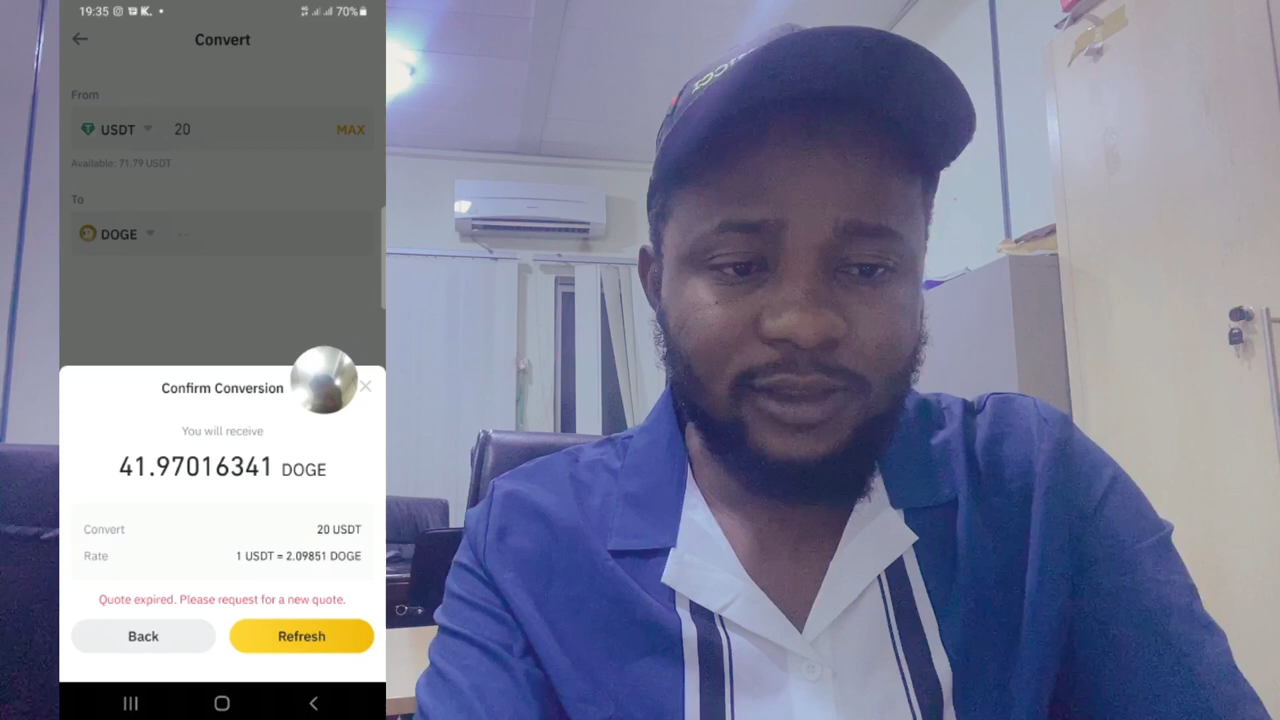 19:35 K. • 70%
Convert
From
USDT 20 MAX
Available: 71.79 USDT
To
DOGE --
Confirm Conversion
You will receive
41.97016341 DOGE
Convert 20 USDT
Rate 1 USDT = 2.09851 DOGE
Quote expired. Please request for a new quote.
Back Refresh